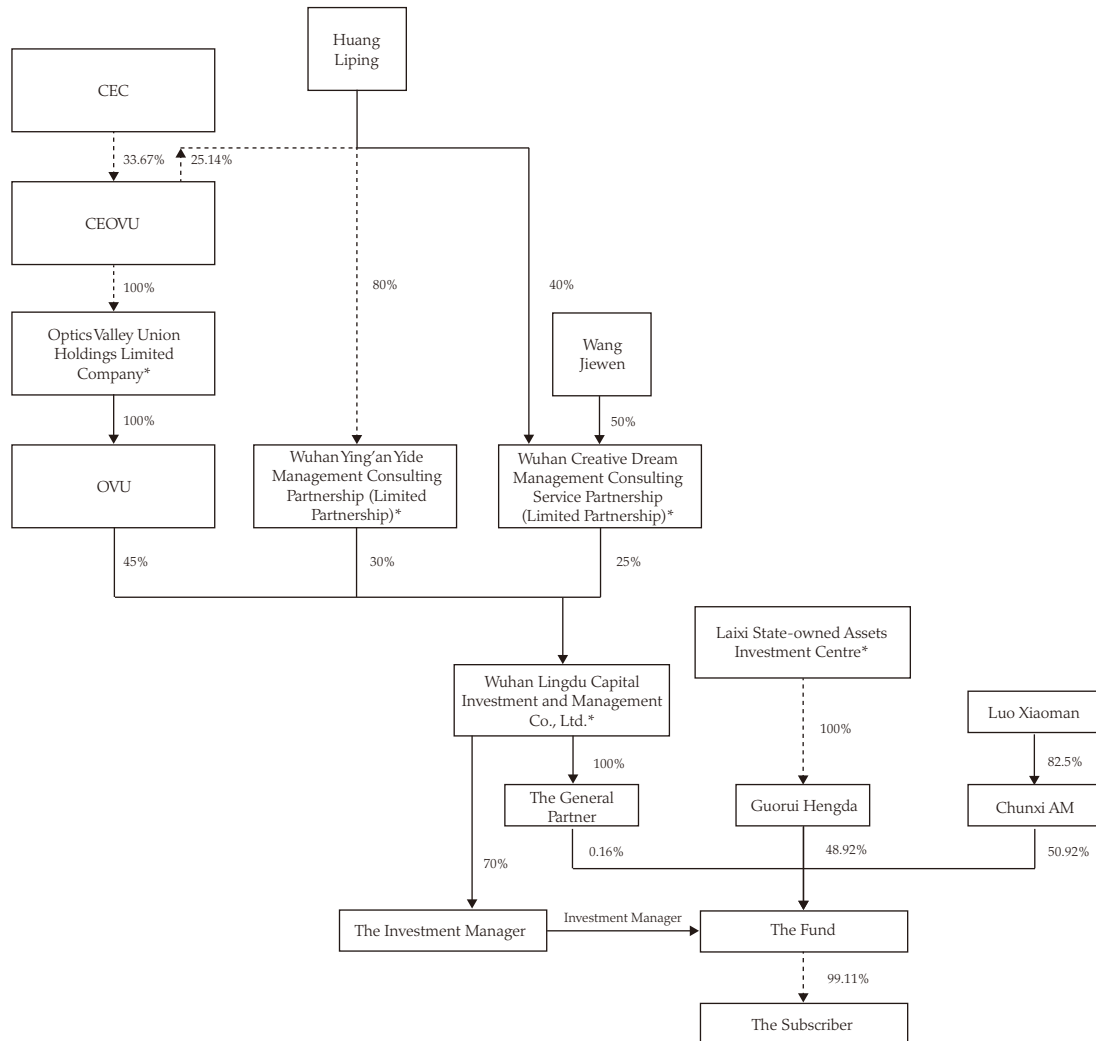 Huang
Liping
CEC
33.67%
25.14%
CEOVU
100%
80%
40%
Optics Valley Union
Holdings Limited
Company*
Wang
Jiewen
100%
50%
OVU
Wuhan Ying'an Yide
Management Consulting
Partnership (Limited
Partnership)*
Wuhan Creative Dream
Management Consulting
Service Partnership
(Limited Partnership)*
45%
30%
25%
Laixi State-owned Assets
Investment Centre*
Wuhan Lingdu Capital
Investment and Management
Co., Ltd.*
Luo Xiaoman
100%
100%
82.5%
The General
Partner
Guorui Hengda
Chunxi AM
70%
0.16%
48.92%
50.92%
The Investment Manager
Investment Manager
The Fund
99.11%
The Subscriber